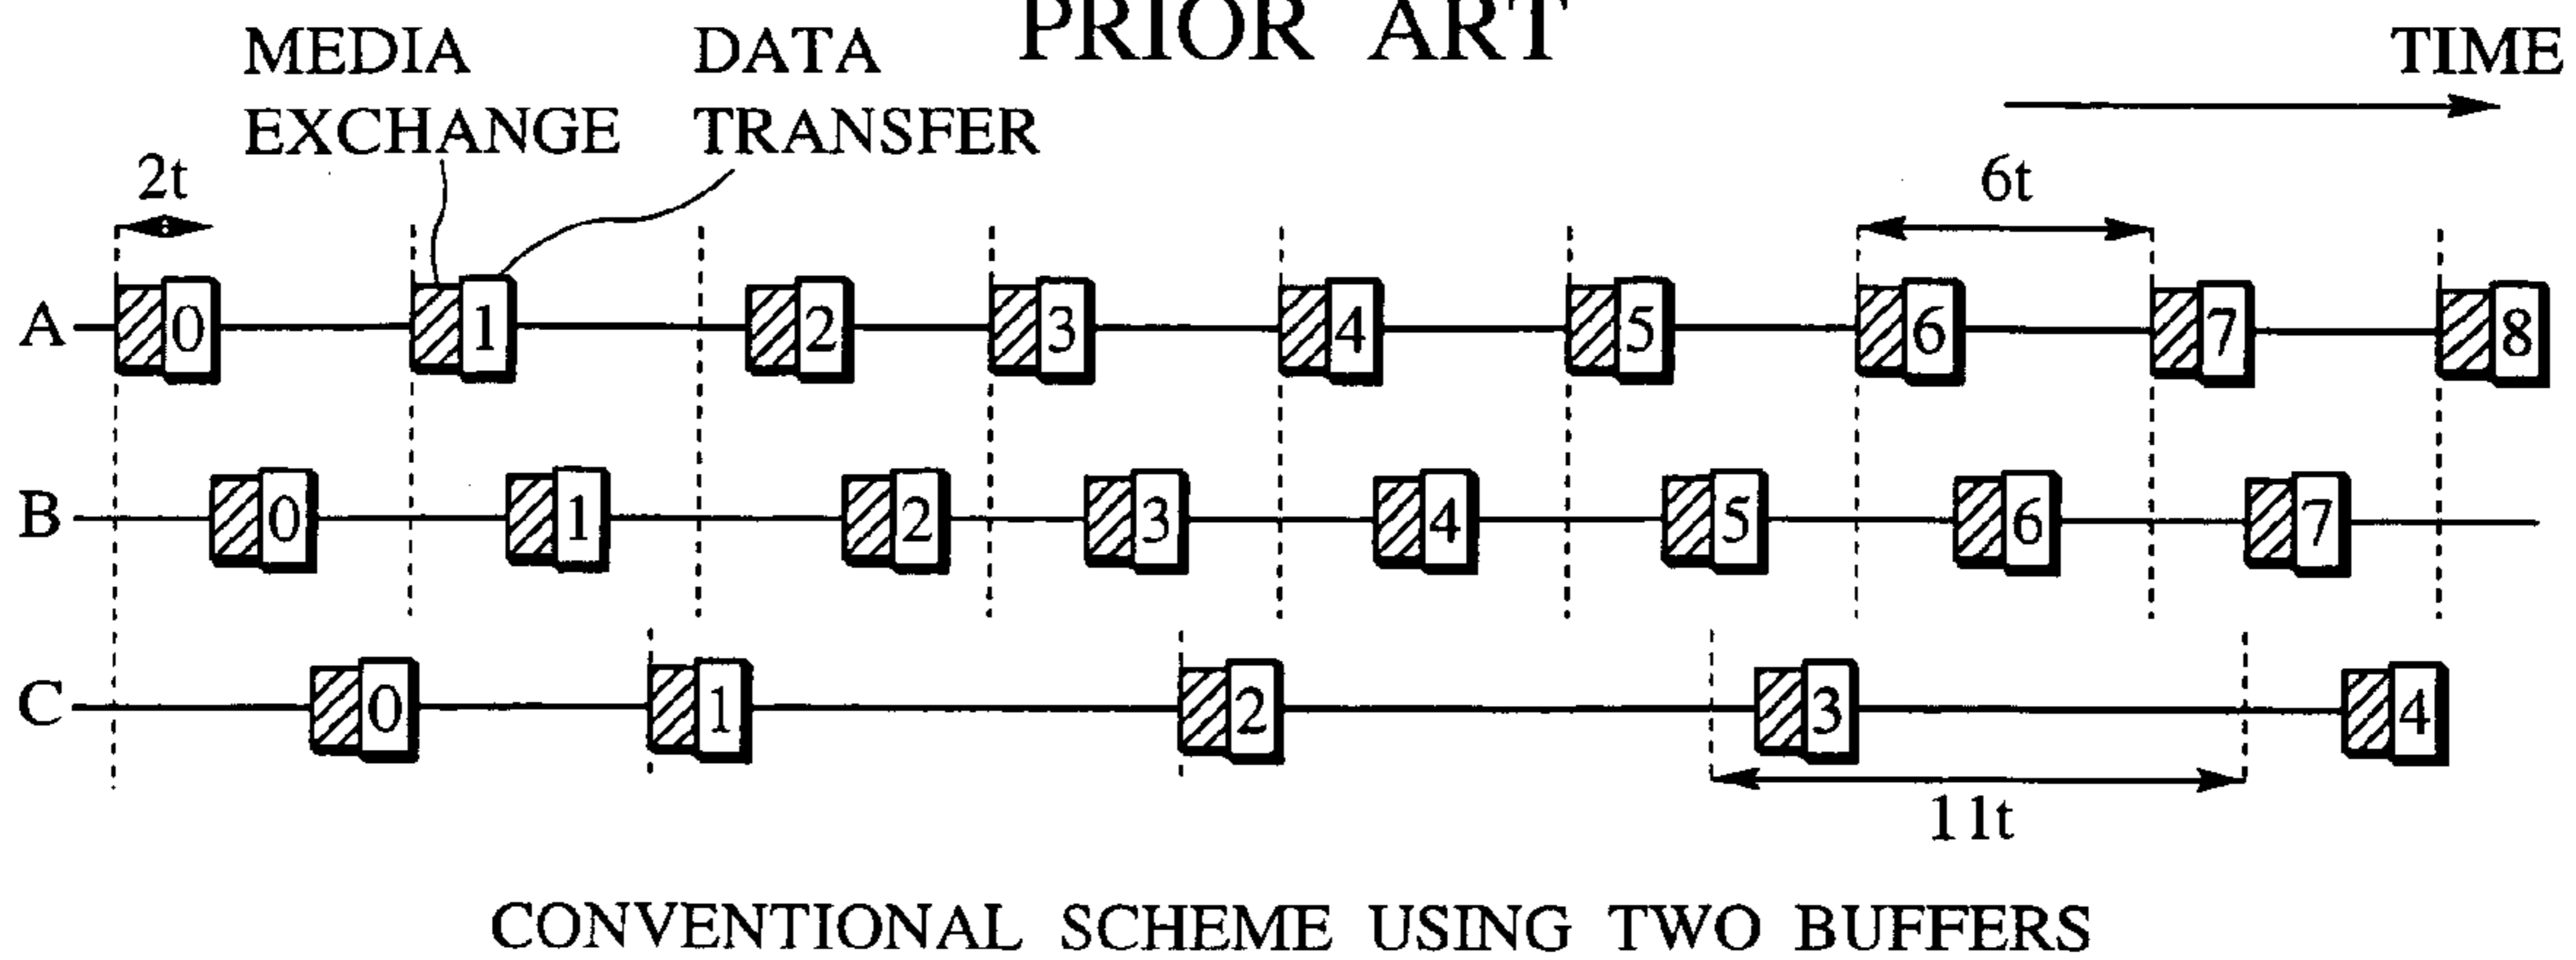 PRIOR ART
MEDIA EXCHANGE
DATA TRANSFER
TIME
2t
6t
A 0 1 2 3 4 5 6 7 8
B 0 1 2 3 4 5 6 7
C 0 1 2 3 4
11t
CONVENTIONAL SCHEME USING TWO BUFFERS